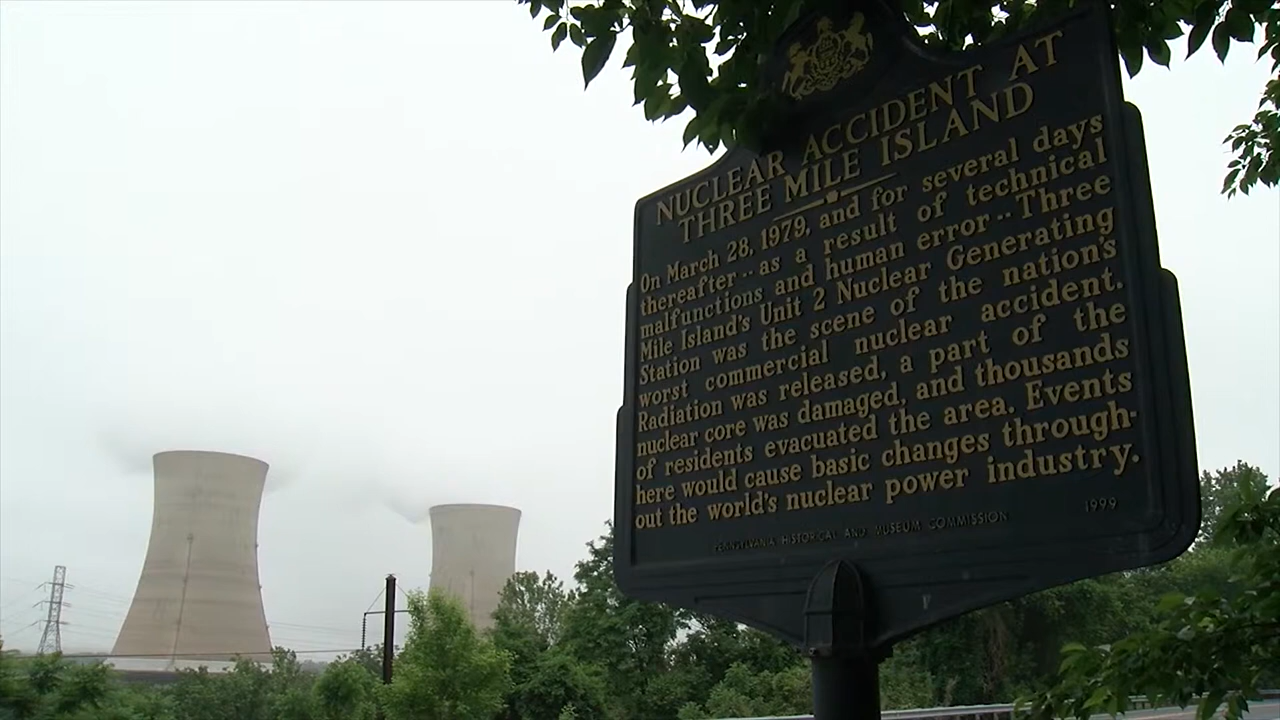 NUCLEAR ACCIDENT AT
THREE MILE ISLAND
On March 28, 1979, and for several days
thereafter -- as a result of technical
malfunctions and human error -- Three
Mile Island's Unit 2 Nuclear Generating
Station was the scene of the nation's
worst commercial nuclear accident.
Radiation was released, a part of the
nuclear core was damaged, and thousands
of residents evacuated the area. Events
here would cause basic changes through-
out the world's nuclear power industry.
PENNSYLVANIA HISTORICAL AND MUSEUM COMMISSION 1999